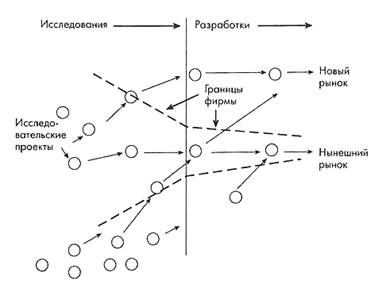 Исследования
Разработки
Новый
рынок
Границы
фирмы
Исследо-
вательские
проекты
Нынешний
рынок